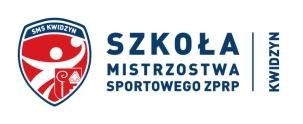 SMS KWIDZYN
SZKOŁA
MISTRZOSTWA
SPORTOWEGO ZPRP
KWIDZYN